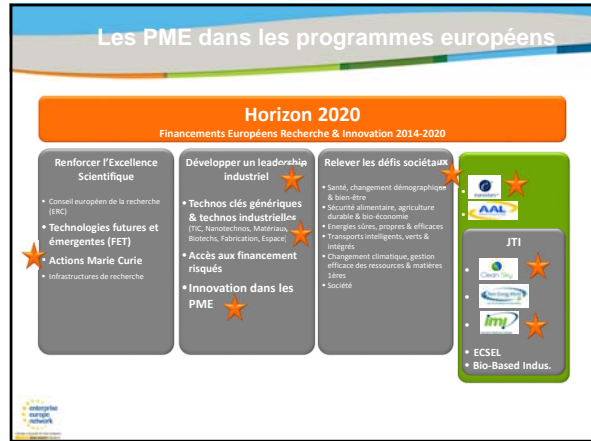 Les PME dans les programmes européens
Horizon 2020
Financements Européens Recherche & Innovation 2014-2020
Renforcer l'Excellence
Scientifique
• Conseil européen de la recherche
(ERC)
• Technologies futures et
émergentes (FET)
• Actions Marie Curie
• Infrastructures de recherche
Développer un leadership
industriel
• Technos clés génériques
& technos industrielles
(TIC, Nanotechnos, Matériaux,
Biotechs, Fabrication, Espace)
• Accès aux financement
risqués
• Innovation dans les
PME
Relever les défis sociétaux
• Santé, changement démographique
& bien-être
• Sécurité alimentaire, agriculture
durable & bio-économie
• Energies sûres, propres & efficaces
• Transports intelligents, verts &
intégrés
• Changement climatique, gestion
efficace des ressources & matières
1ères
• Société
•
• AAL
JTI
• Clean Sky
•
• imi
• ECSEL
• Bio-Based Indus.
enterprise
europe
network